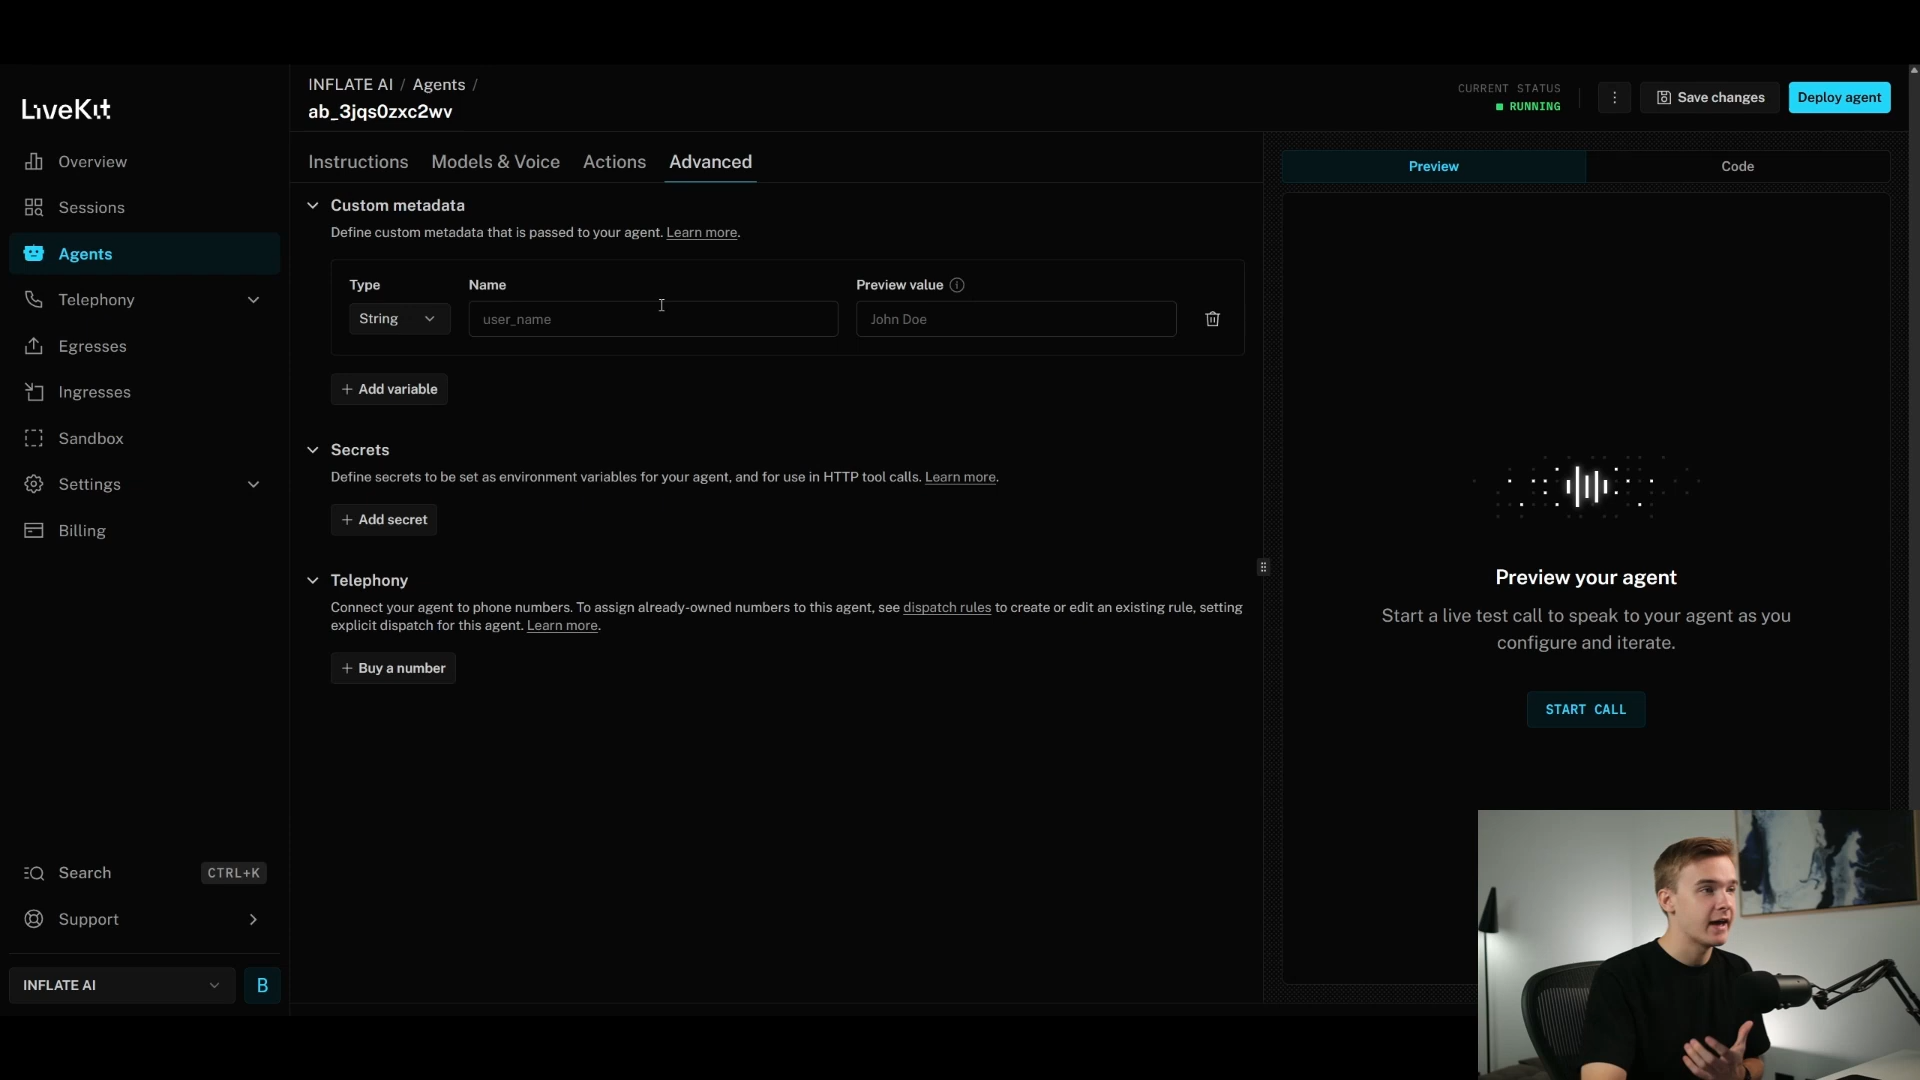 LiveKit
Overview
Sessions
Agents
Telephony
Egresses
Ingresses
Sandbox
Settings
Billing
Search CTRL+K
Support
INFLATE AI B
INFLATE AI / Agents /
ab_3jqs0zxc2wv
CURRENT STATUS
RUNNING
Save changes
Deploy agent
Instructions Models & Voice Actions Advanced
Custom metadata
Define custom metadata that is passed to your agent. Learn more.
Type Name Preview value
String user_name John Doe
+ Add variable
Secrets
Define secrets to be set as environment variables for your agent, and for use in HTTP tool calls. Learn more.
+ Add secret
Telephony
Connect your agent to phone numbers. To assign already-owned numbers to this agent, see dispatch rules to create or edit an existing rule, setting
explicit dispatch for this agent. Learn more.
+ Buy a number
Preview Code
Preview your agent
Start a live test call to speak to your agent as you
configure and iterate.
START CALL